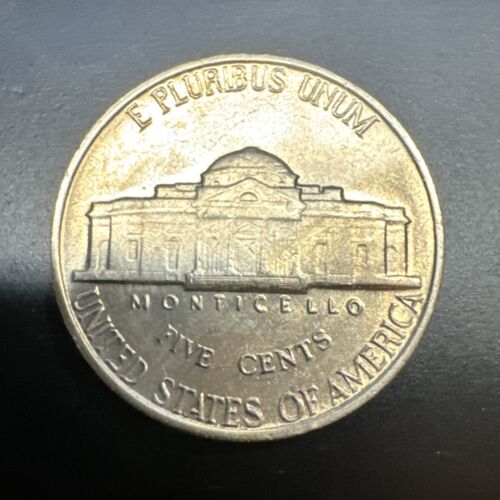 E PLURIBUS UNUM
MONTICELLO
FIVE CENTS
UNITED STATES OF AMERICA